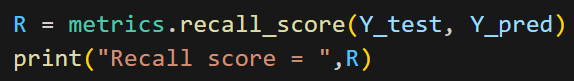 R = metrics.recall_score(Y_test, Y_pred)
print("Recall score = ",R)